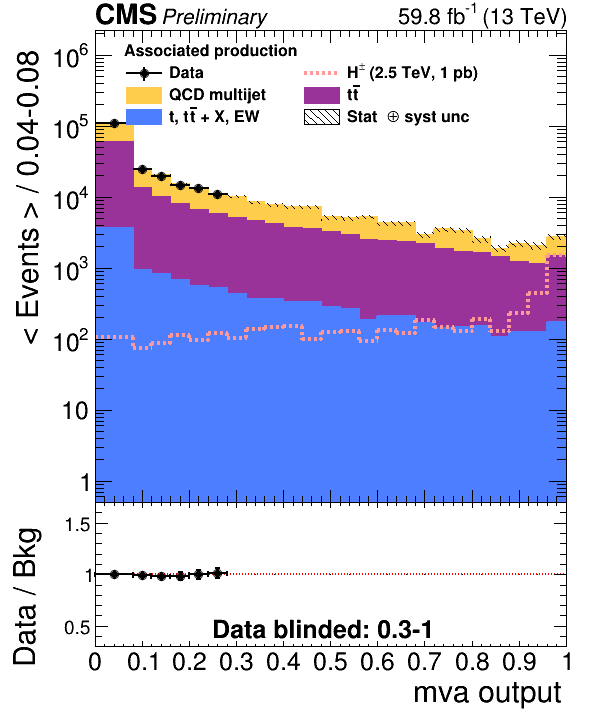 CMS Preliminary 59.8 fb⁻¹ (13 TeV)
Associated production
Data H± (2.5 TeV, 1 pb)
QCD multijet tt̄
t, tt̄ + X, EW Stat ⊕ syst unc
< Events > / 0.04-0.08
10⁶
10⁵
10⁴
10³
10²
10
1
Data / Bkg
1.5
1
0.5
Data blinded: 0.3-1
0 0.1 0.2 0.3 0.4 0.5 0.6 0.7 0.8 0.9 1
mva output